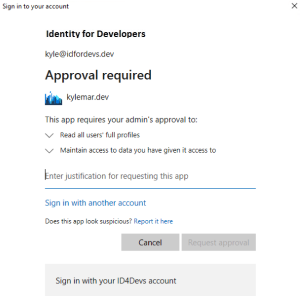 Sign in to your account
Identity for Developers
kyle@idfordevs.dev
Approval required
kylemar.dev
This app requires your admin's approval to:
Read all users' full profiles
Maintain access to data you have given it access to
Enter justification for requesting this app
Sign in with another account
Does this app look suspicious? Report it here
Cancel Request approval
Sign in with your ID4Devs account